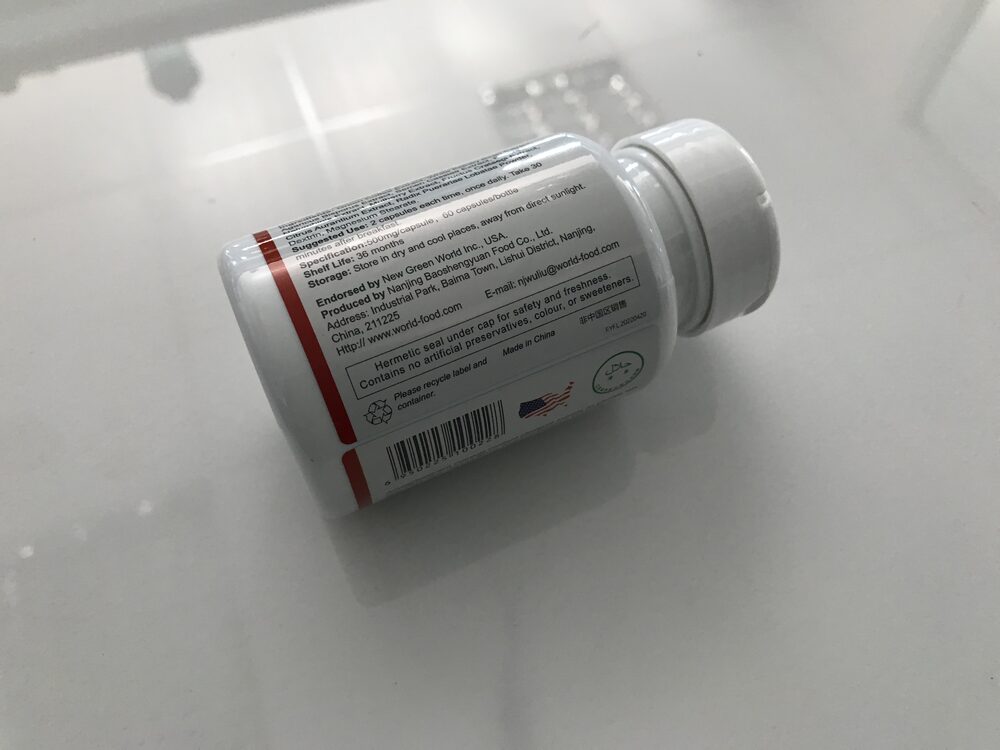 Citrus Aurantium Extract, Radix Puerariae Lobatae Powder,
Dextrin, Magnesium Stearate
Suggested Use: 2 capsules each time, once daily. Take 30
minutes after breakfast
Specification:500mg/capsule, 60 capsules/bottle
Shelf Life: 36 months
Storage: Store in dry and cool places, away from direct sunlight.
Endorsed by New Green World Inc., USA.
Produced by Nanjing Baoshengyuan Food Co., Ltd.
Address: Industrial Park, Baima Town, Lishui District, Nanjing,
China, 211225
Http:// www.world-food.com E-mail: njwuliu@world-food.com
Hermetic seal under cap for safety and freshness.
Contains no artificial preservatives, colour, or sweeteners.
Please recycle label and
container.
Made in China
非中国区销售
FYFL20200420
حلال